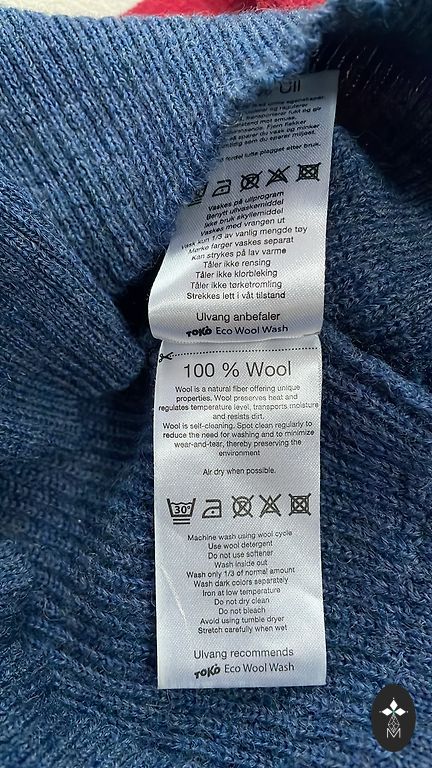 Ull
Vaskes på ullprogram
Benytt ullvaskemiddel
Ikke bruk skyllemiddel
Vaskes med vrangen ut
Vask kun 1/3 av vanlig mengde tøy
Mørke farger vaskes separat
Kan strykes på lav varme
Tåler ikke rensing
Tåler ikke klorbleking
Tåler ikke tørketromling
Strekkes lett i våt tilstand
Ulvang anbefaler
TOKO Eco Wool Wash
100 % Wool
Wool is a natural fiber offering unique
properties. Wool preserves heat and
regulates temperature level, transports moisture
and resists dirt.
Wool is self-cleaning. Spot clean regularly to
reduce the need for washing and to minimize
wear-and-tear, thereby preserving the
environment
Air dry when possible.
30°
Machine wash using wool cycle
Use wool detergent
Do not use softener
Wash inside out
Wash only 1/3 of normal amount
Wash dark colors separately
Iron at low temperature
Do not dry clean
Do not bleach
Avoid using tumble dryer
Stretch carefully when wet
Ulvang recommends
TOKO Eco Wool Wash
M